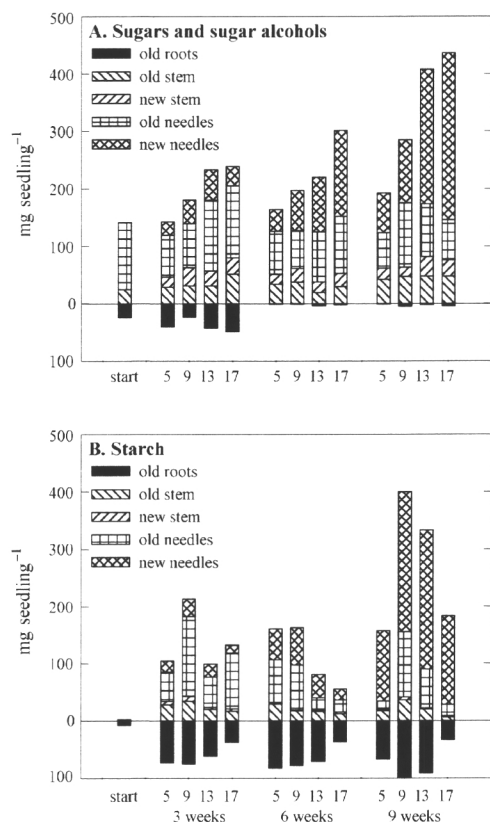 500
A. Sugars and sugar alcohols
old roots
400
old stem
new stem
300
old needles
new needles
200
100
0
100
mg seedling⁻¹
start 5 9 13 17 5 9 13 17 5 9 13 17
500
B. Starch
old roots
400
old stem
new stem
300
old needles
new needles
200
100
0
100
mg seedling⁻¹
start 5 9 13 17 5 9 13 17 5 9 13 17
3 weeks 6 weeks 9 weeks